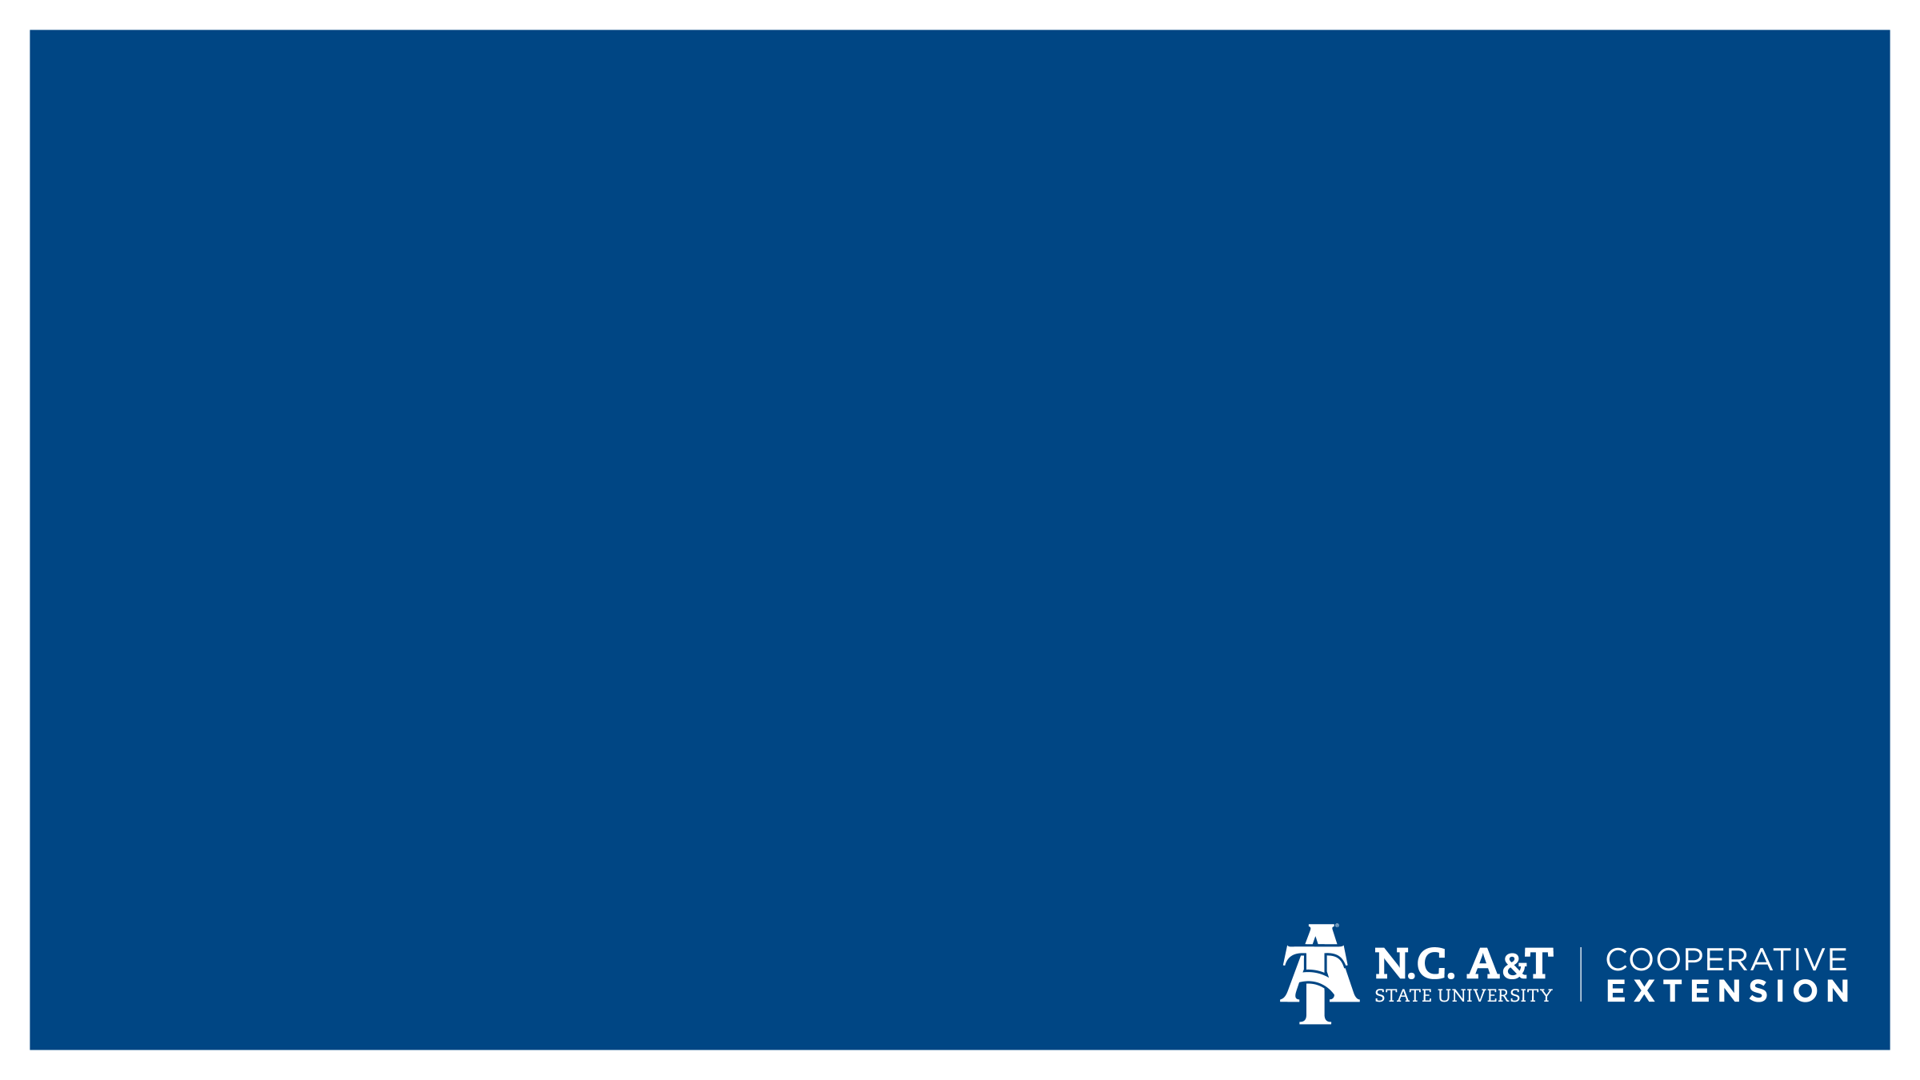 N.C. A&T
STATE UNIVERSITY
COOPERATIVE
EXTENSION